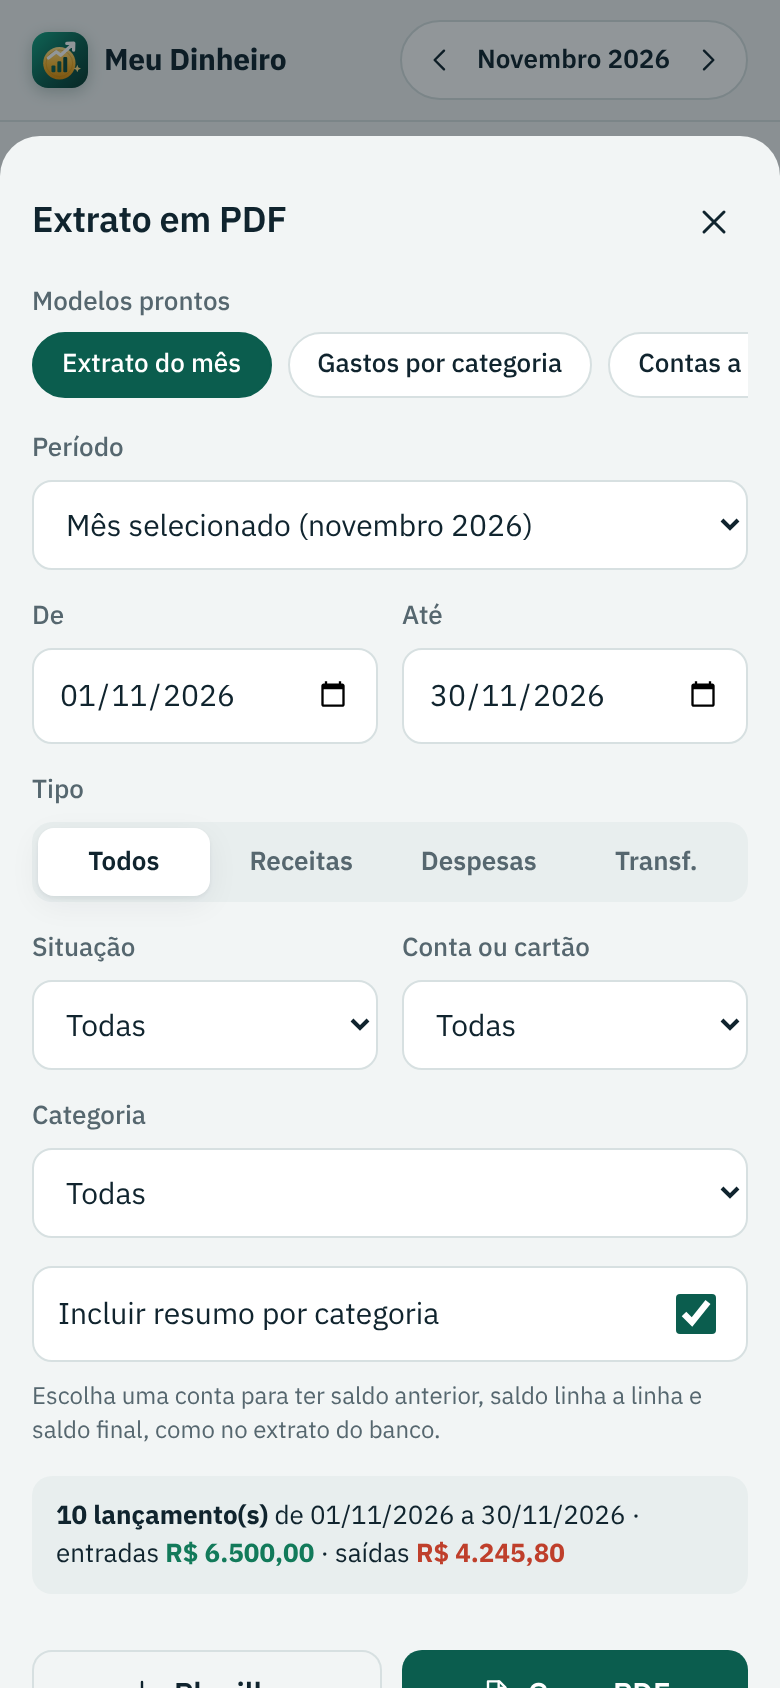 Meu Dinheiro
Novembro 2026
Extrato em PDF
Modelos prontos
Extrato do mês
Gastos por categoria
Contas a
Período
Mês selecionado (novembro 2026)
De
Até
01/11/2026
30/11/2026
Tipo
Todos
Receitas
Despesas
Transf.
Situação
Conta ou cartão
Todas
Todas
Categoria
Todas
Incluir resumo por categoria
Escolha uma conta para ter saldo anterior, saldo linha a linha e
saldo final, como no extrato do banco.
10 lançamento(s) de 01/11/2026 a 30/11/2026 ·
entradas R$ 6.500,00 · saídas R$ 4.245,80
PDF